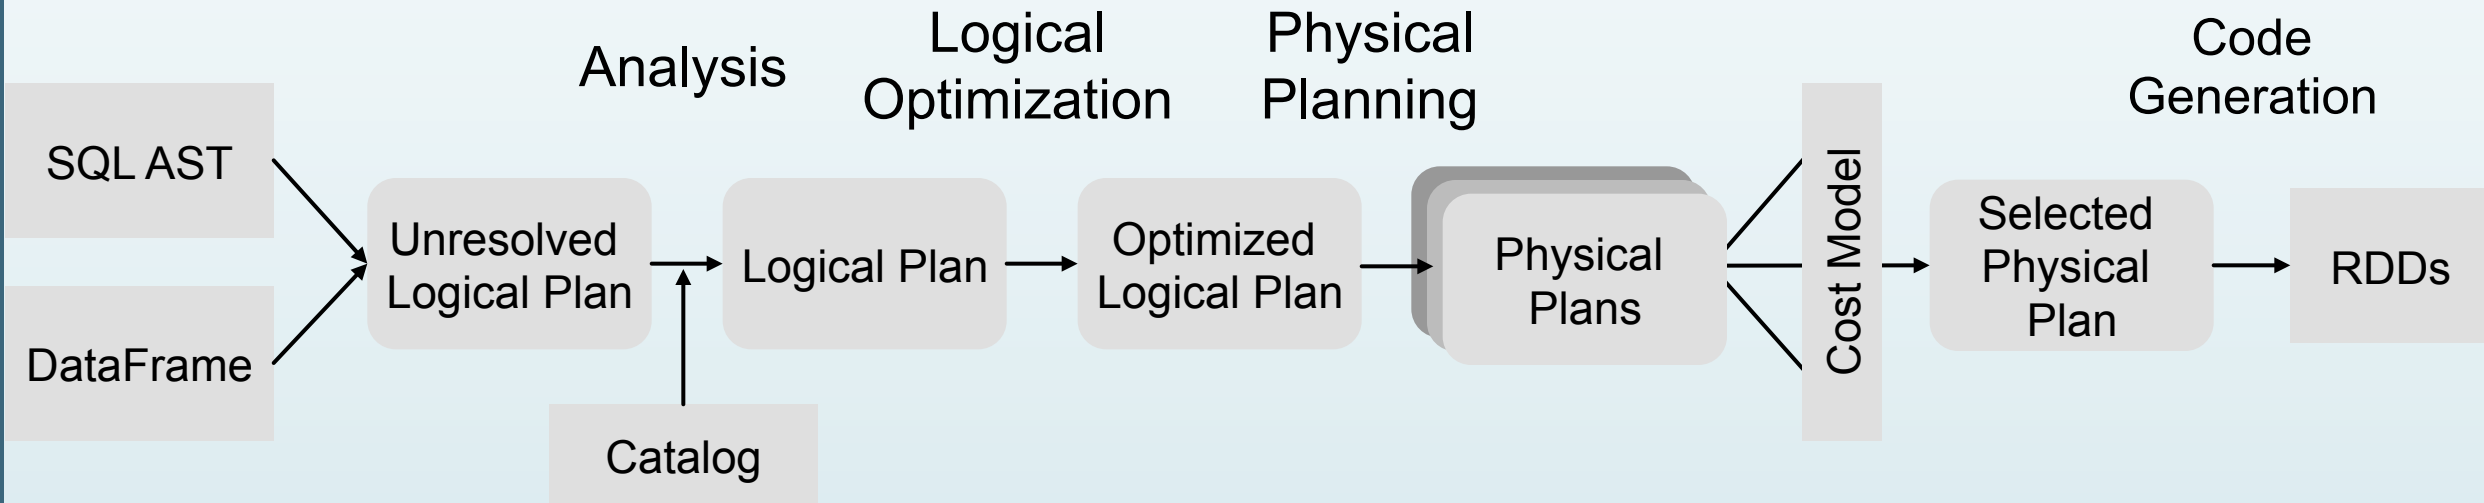 Analysis
Logical
Optimization
Physical
Planning
Code
Generation
SQL AST
DataFrame
Unresolved
Logical Plan
Catalog
Logical Plan
Optimized
Logical Plan
Physical
Plans
Cost Model
Selected
Physical
Plan
RDDs